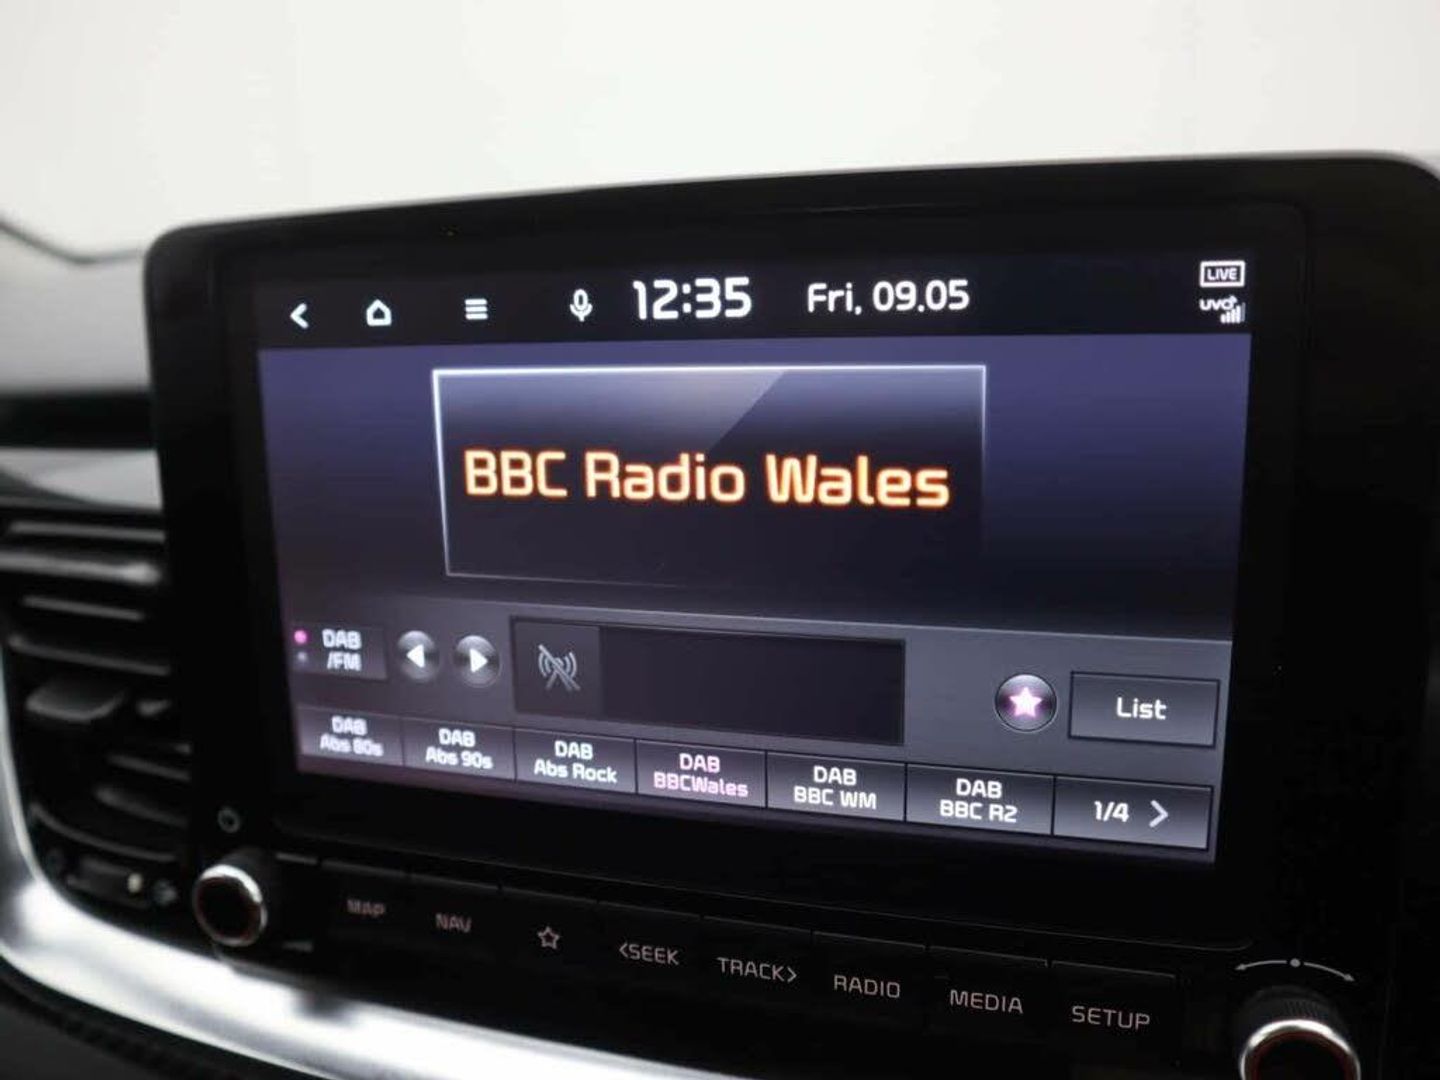 12:35 Fri, 09.05
LIVE
UVO
BBC Radio Wales
DAB
/FM
List
DAB
Abs 80s
DAB
Abs 90s
DAB
Abs Rock
DAB
BBCWales
DAB
BBC WM
DAB
BBC R2
1/4 >
MAP
NAV
<SEEK
TRACK>
RADIO
MEDIA
SETUP